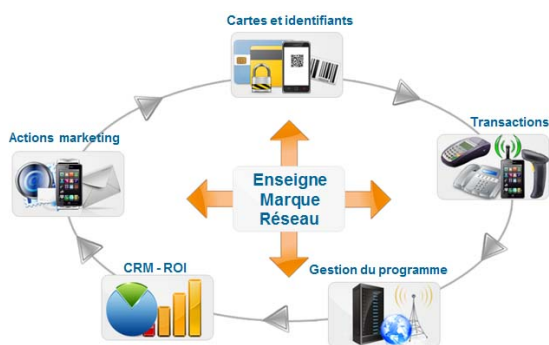 Cartes et identifiants
Transactions
Actions marketing
Enseigne
Marque
Réseau
CRM - ROI
Gestion du programme